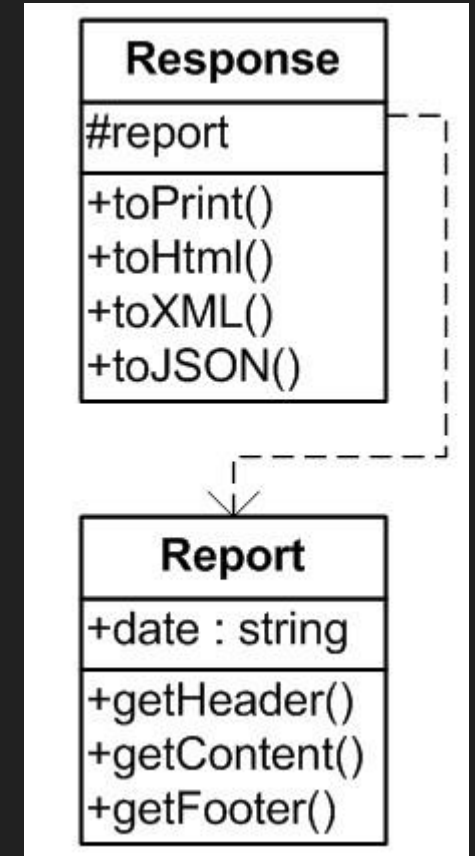 Response
#report
+toPrint()
+toHtml()
+toXML()
+toJSON()
Report
+date : string
+getHeader()
+getContent()
+getFooter()